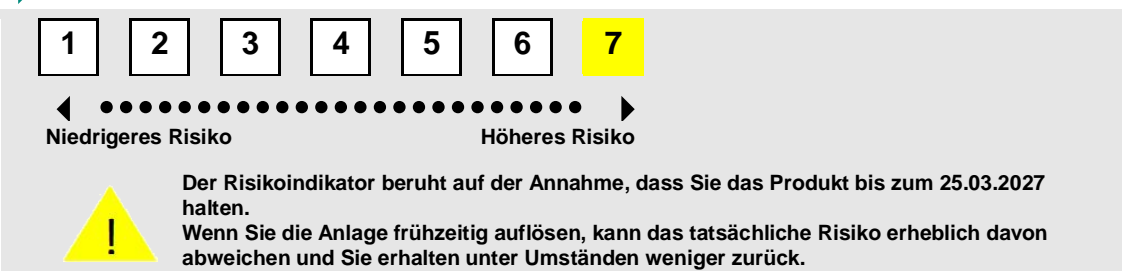 1 2 3 4 5 6 7
Niedrigeres Risiko Höheres Risiko
! Der Risikoindikator beruht auf der Annahme, dass Sie das Produkt bis zum 25.03.2027
halten.
Wenn Sie die Anlage frühzeitig auflösen, kann das tatsächliche Risiko erheblich davon
abweichen und Sie erhalten unter Umständen weniger zurück.